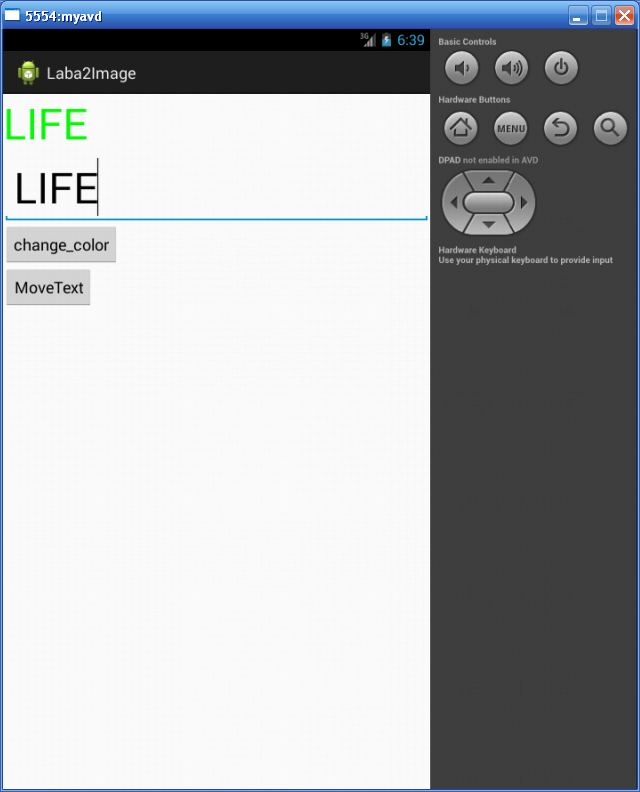 5554:myavd
3G 6:39
Laba2Image
LIFE
LIFE
change_color
MoveText
Basic Controls
Hardware Buttons
MENU
DPAD not enabled in AVD
Hardware Keyboard
Use your physical keyboard to provide input